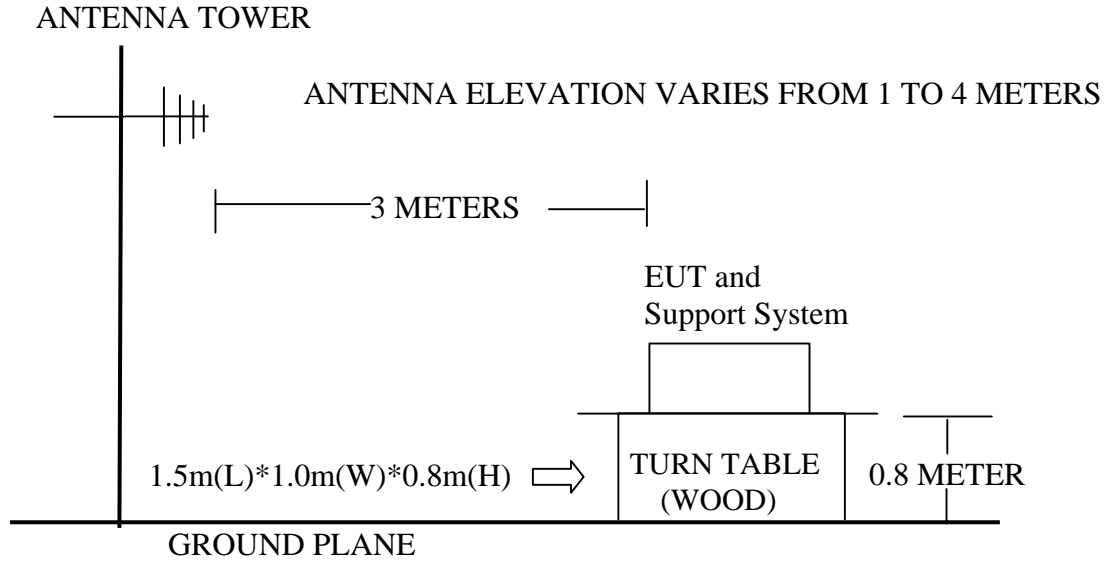 ANTENNA TOWER
ANTENNA ELEVATION VARIES FROM 1 TO 4 METERS
3 METERS
EUT and
Support System
1.5m(L)*1.0m(W)*0.8m(H)
TURN TABLE
(WOOD)
0.8 METER
GROUND PLANE